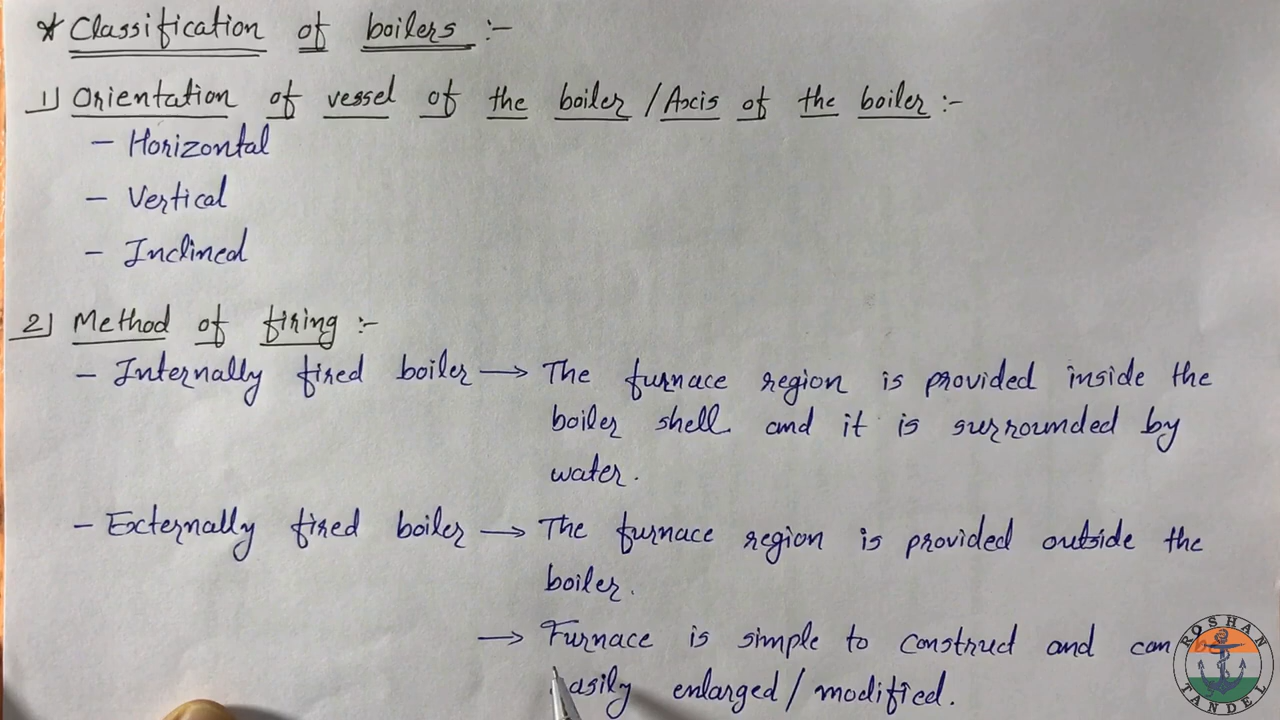 * Classification of boilers :-
1) Orientation of vessel of the boiler / Axis of the boiler :-
- Horizontal
- Vertical
- Inclined
2) Method of firing :-
- Internally fired boiler → The furnace region is provided inside the
boiler shell and it is surrounded by
water.
- Externally fired boiler → The furnace region is provided outside the
boiler.
→ Furnace is simple to construct and can be
easily enlarged / modified.
ROSHAN
TANDEL